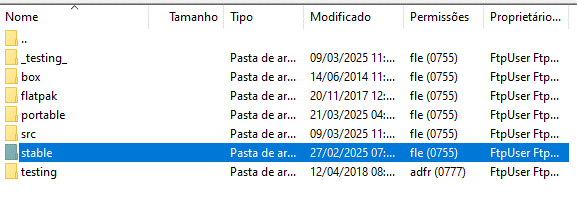 Nome Tamanho Tipo Modificado Permissões Proprietário...
..
_testing_ Pasta de ar... 09/03/2025 11:... fle (0755) FtpUser Ftp...
box Pasta de ar... 14/06/2014 11:... fle (0755) FtpUser Ftp...
flatpak Pasta de ar... 20/11/2017 12:... fle (0755) FtpUser Ftp...
portable Pasta de ar... 21/03/2025 04:... fle (0755) FtpUser Ftp...
src Pasta de ar... 09/03/2025 11:... fle (0755) FtpUser Ftp...
stable Pasta de ar... 27/02/2025 07:... fle (0755) FtpUser Ftp...
testing Pasta de ar... 12/04/2018 08:... adfr (0777) FtpUser Ftp...